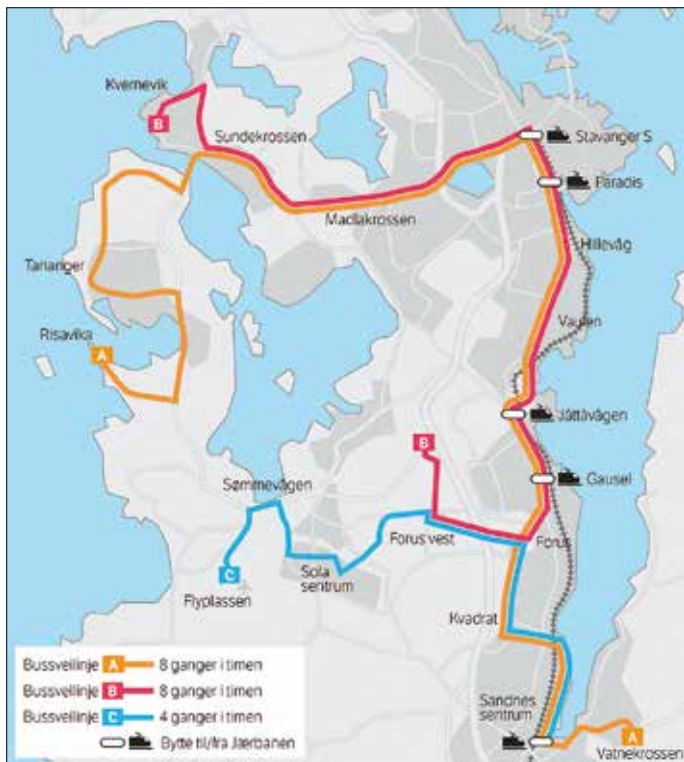 Kvernevik
B
Sundekrossen
Stavanger S
Paradis
Madlakrossen
Hillevåg
Tananger
Vaulen
Risavika
A
Jåttåvågen
B
Gausel
Sømmevågen
Forus vest
Forus
C
Sola
sentrum
Flyplassen
Kvadrat
Bussveilinje A 8 ganger i timen
Bussveilinje B 8 ganger i timen
Bussveilinje C 4 ganger i timen
Bytte til/fra Jærbanen
Sandnes
sentrum
A
Vatnekrossen